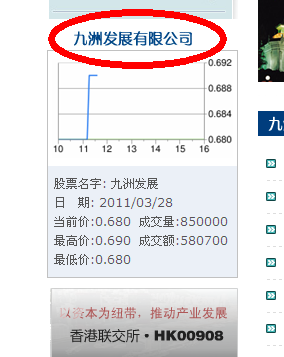 九洲发展有限公司
0.692
0.688
0.684
0.680
10 11 12 13 14 15 16
股票名字: 九洲发展
日 期: 2011/03/28
当前价:0.680 成交量:850000
最高价:0.690 成交额:580700
最低价:0.680
以资本为纽带，推动产业发展
香港联交所·HK00908
九